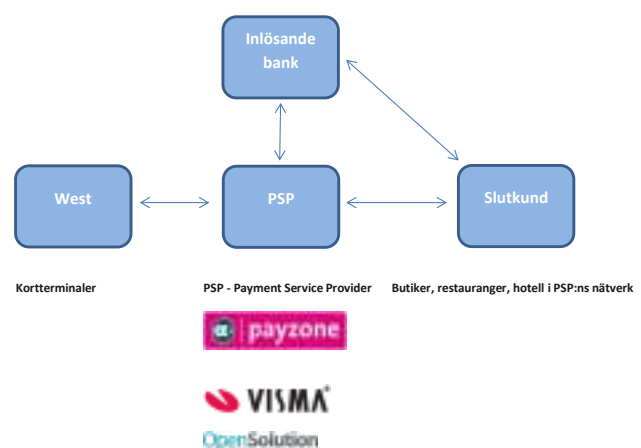 Inlösande
bank
West
PSP
Slutkund
Kortterminaler
PSP - Payment Service Provider
Butiker, restauranger, hotell i PSP:ns nätverk
payzone
VISMA
OpenSolution